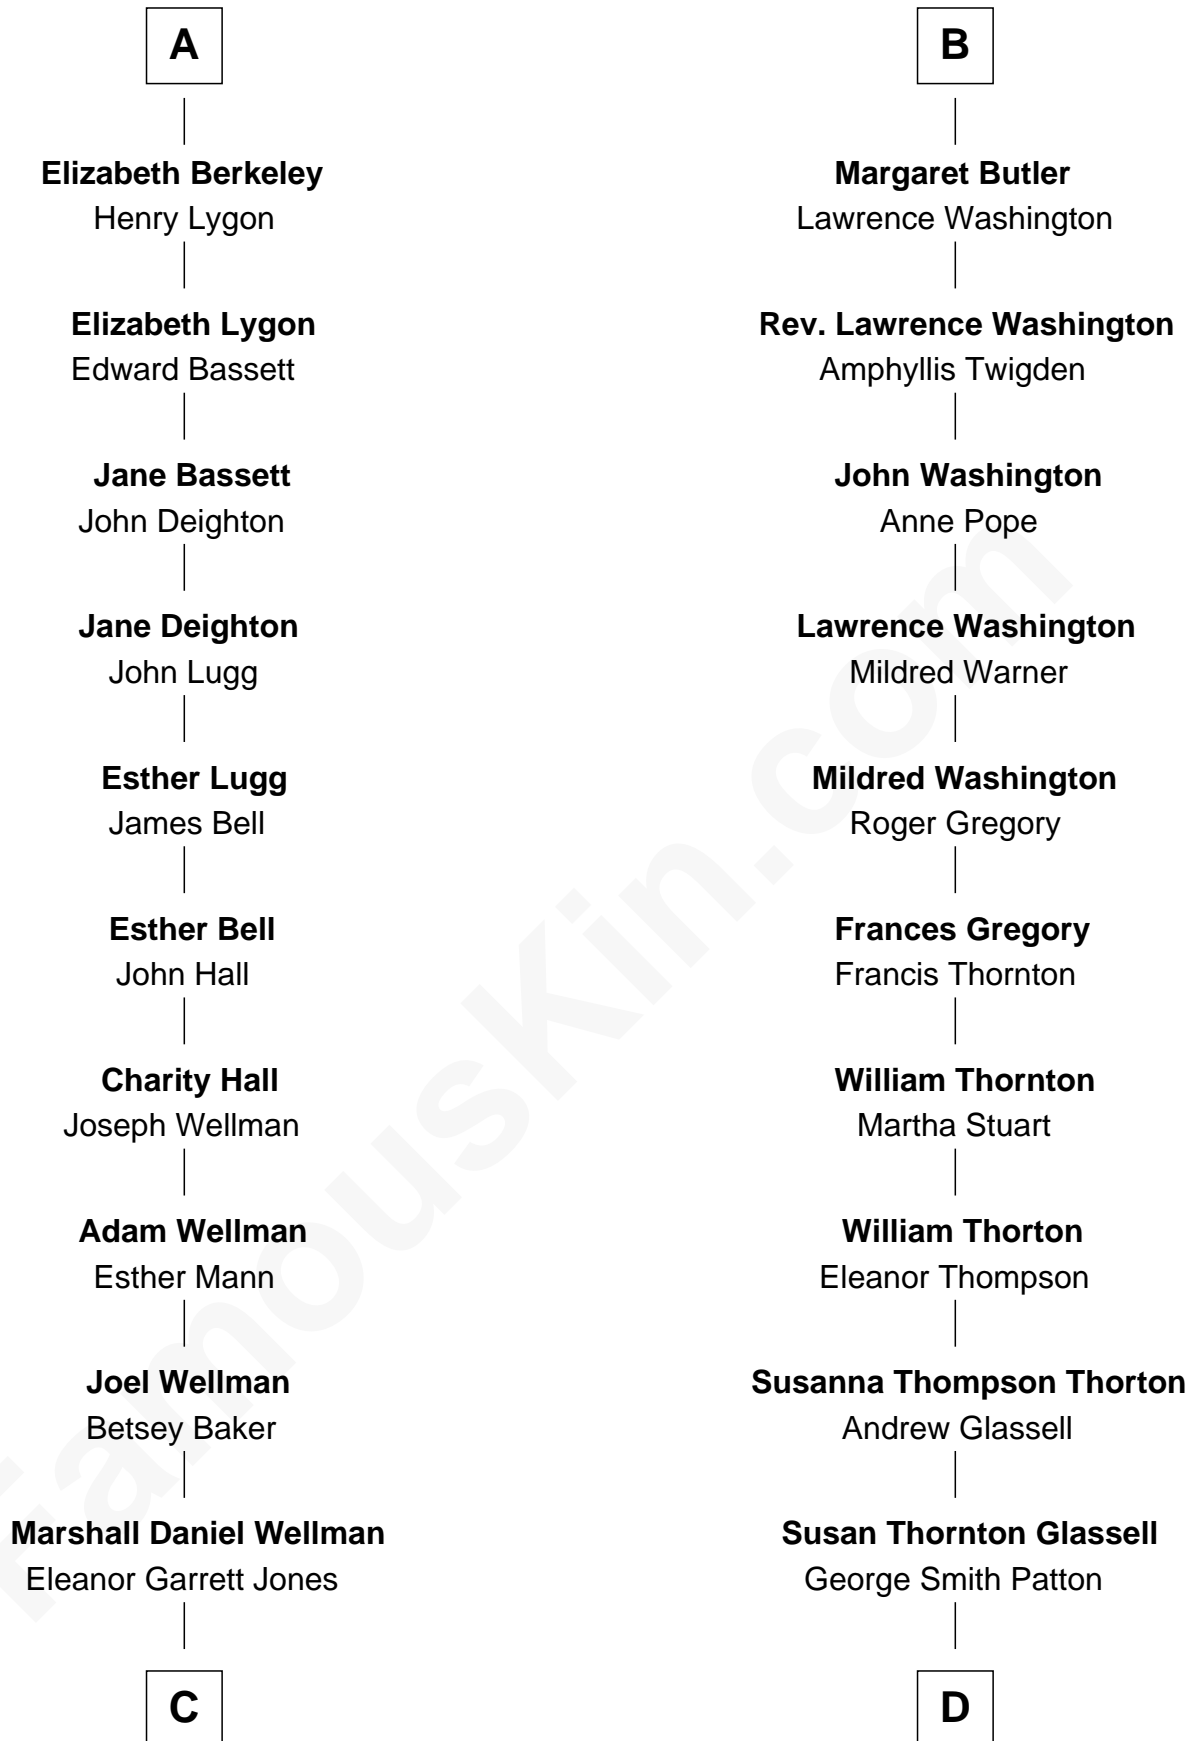 A
Elizabeth Berkeley
Henry Lygon
Elizabeth Lygon
Edward Bassett
Jane Bassett
John Deighton
Jane Deighton
John Lugg
Esther Lugg
James Bell
Esther Bell
John Hall
Charity Hall
Joseph Wellman
Adam Wellman
Esther Mann
Joel Wellman
Betsey Baker
Marshall Daniel Wellman
Eleanor Garrett Jones
C
B
Margaret Butler
Lawrence Washington
Rev. Lawrence Washington
Amphyllis Twigden
John Washington
Anne Pope
Lawrence Washington
Mildred Warner
Mildred Washington
Roger Gregory
Frances Gregory
Francis Thornton
William Thornton
Martha Stuart
William Thorton
Eleanor Thompson
Susanna Thompson Thorton
Andrew Glassell
Susan Thornton Glassell
George Smith Patton
D
FamousKin.com